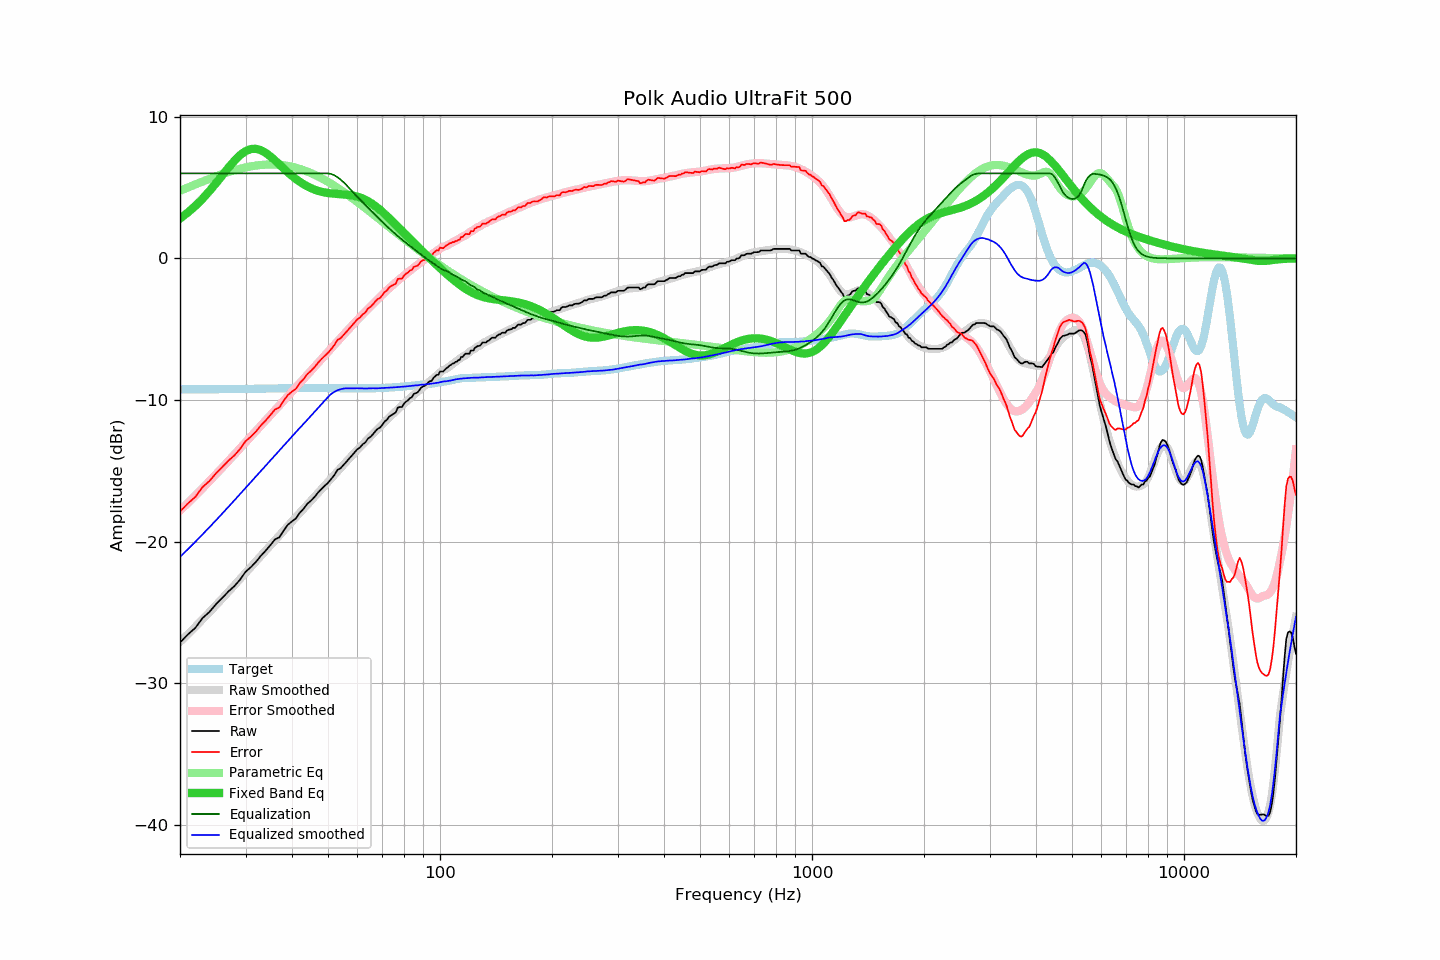 Polk Audio UltraFit 500
10
0
−10
−20
−30
−40
Amplitude (dBr)
Target
Raw Smoothed
Error Smoothed
Raw
Error
Parametric Eq
Fixed Band Eq
Equalization
Equalized smoothed
100
1000
10000
Frequency (Hz)